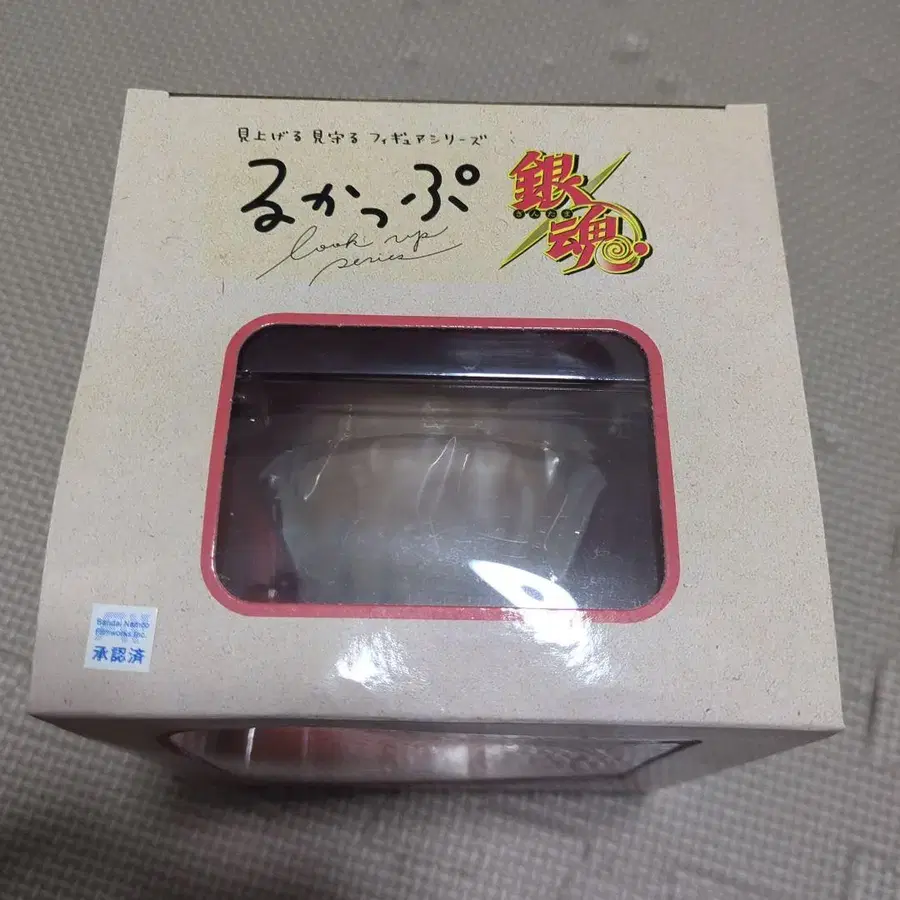 見上げる 見守る フィギュアシリーズ
るかっぷ
look up
series
銀魂
ぎんたま
Bandai Namco
Filmworks Inc.
承認済